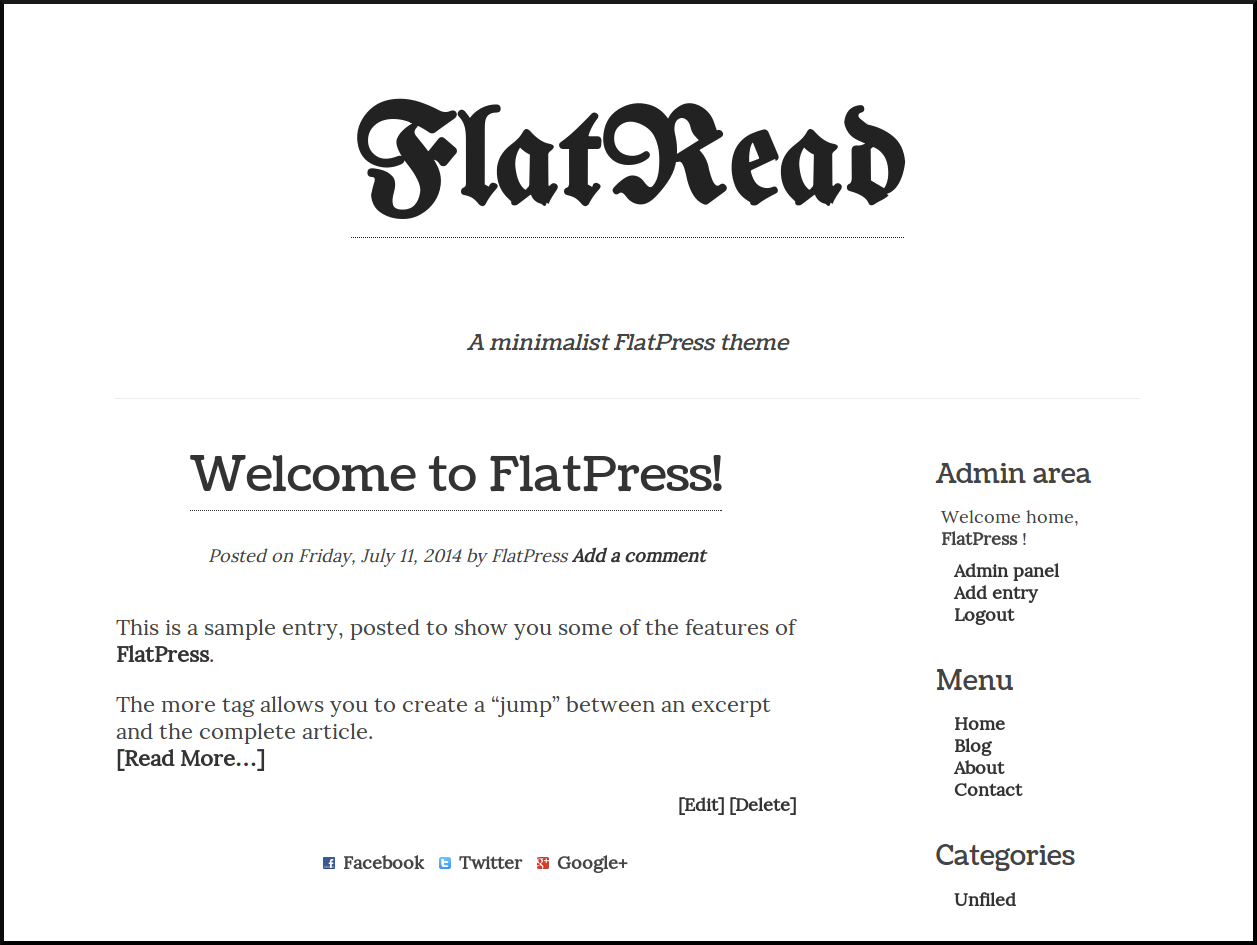 FlatRead
A minimalist FlatPress theme
Welcome to FlatPress!
Posted on Friday, July 11, 2014 by FlatPress Add a comment
This is a sample entry, posted to show you some of the features of
FlatPress.
The more tag allows you to create a “jump” between an excerpt
and the complete article.
[Read More…]
[Edit] [Delete]
Facebook Twitter Google+
Admin area
Welcome home,
FlatPress !
Admin panel
Add entry
Logout
Menu
Home
Blog
About
Contact
Categories
Unfiled